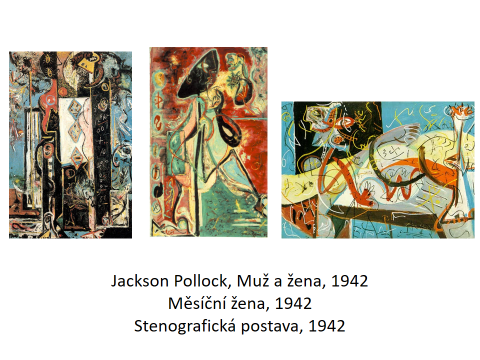 Jackson Pollock, Muž a žena, 1942
Měsíční žena, 1942
Stenografická postava, 1942